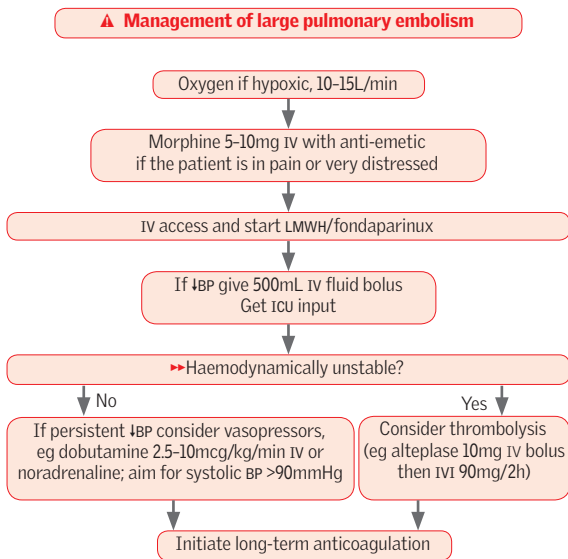 ⚠ Management of large pulmonary embolism
Oxygen if hypoxic, 10–15L/min
Morphine 5–10mg IV with anti-emetic
if the patient is in pain or very distressed
IV access and start LMWH/fondaparinux
If ↓BP give 500mL IV fluid bolus
Get ICU input
▸▸Haemodynamically unstable?
No
Yes
If persistent ↓BP consider vasopressors,
eg dobutamine 2.5–10mcg/kg/min IV or
noradrenaline; aim for systolic BP >90mmHg
Consider thrombolysis
(eg alteplase 10mg IV bolus
then IVI 90mg/2h)
Initiate long-term anticoagulation